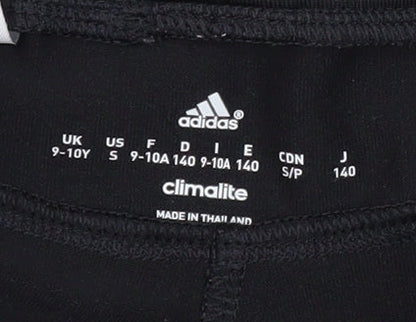 adidas
UK US F D I E CDN J
9-10Y S 9-10A 140 9-10A 140 S/P 140
climalite
MADE IN THAILAND